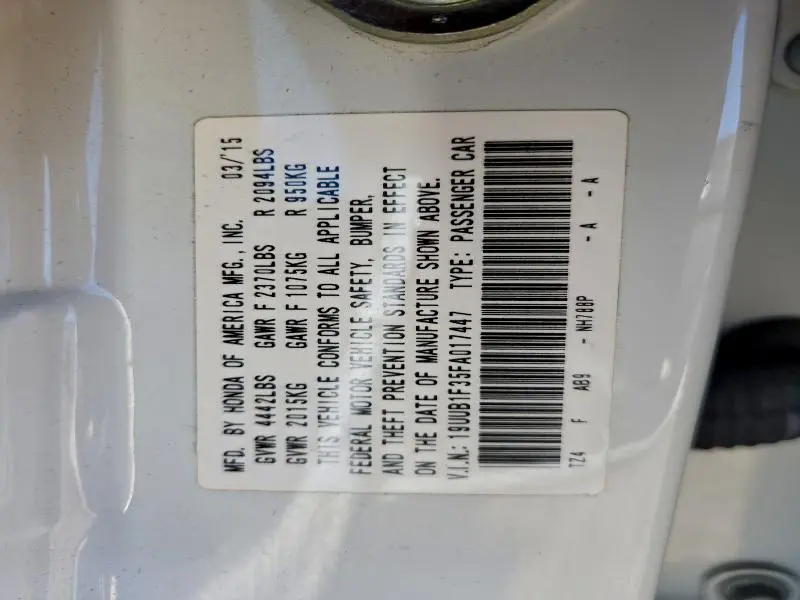 MFD. BY HONDA OF AMERICA MFG., INC. 03/'15
GVWR 4442LBS GAWR F 2370LBS R 2094LBS
GVWR 2015KG GAWR F 1075KG R 950KG
THIS VEHICLE CONFORMS TO ALL APPLICABLE
FEDERAL MOTOR VEHICLE SAFETY, BUMPER,
AND THEFT PREVENTION STANDARDS IN EFFECT
ON THE DATE OF MANUFACTURE SHOWN ABOVE.
V.I.N.: 19UUB1F35FA017447 TYPE: PASSENGER CAR
TZ4 F AB9 - NH788P - A - A